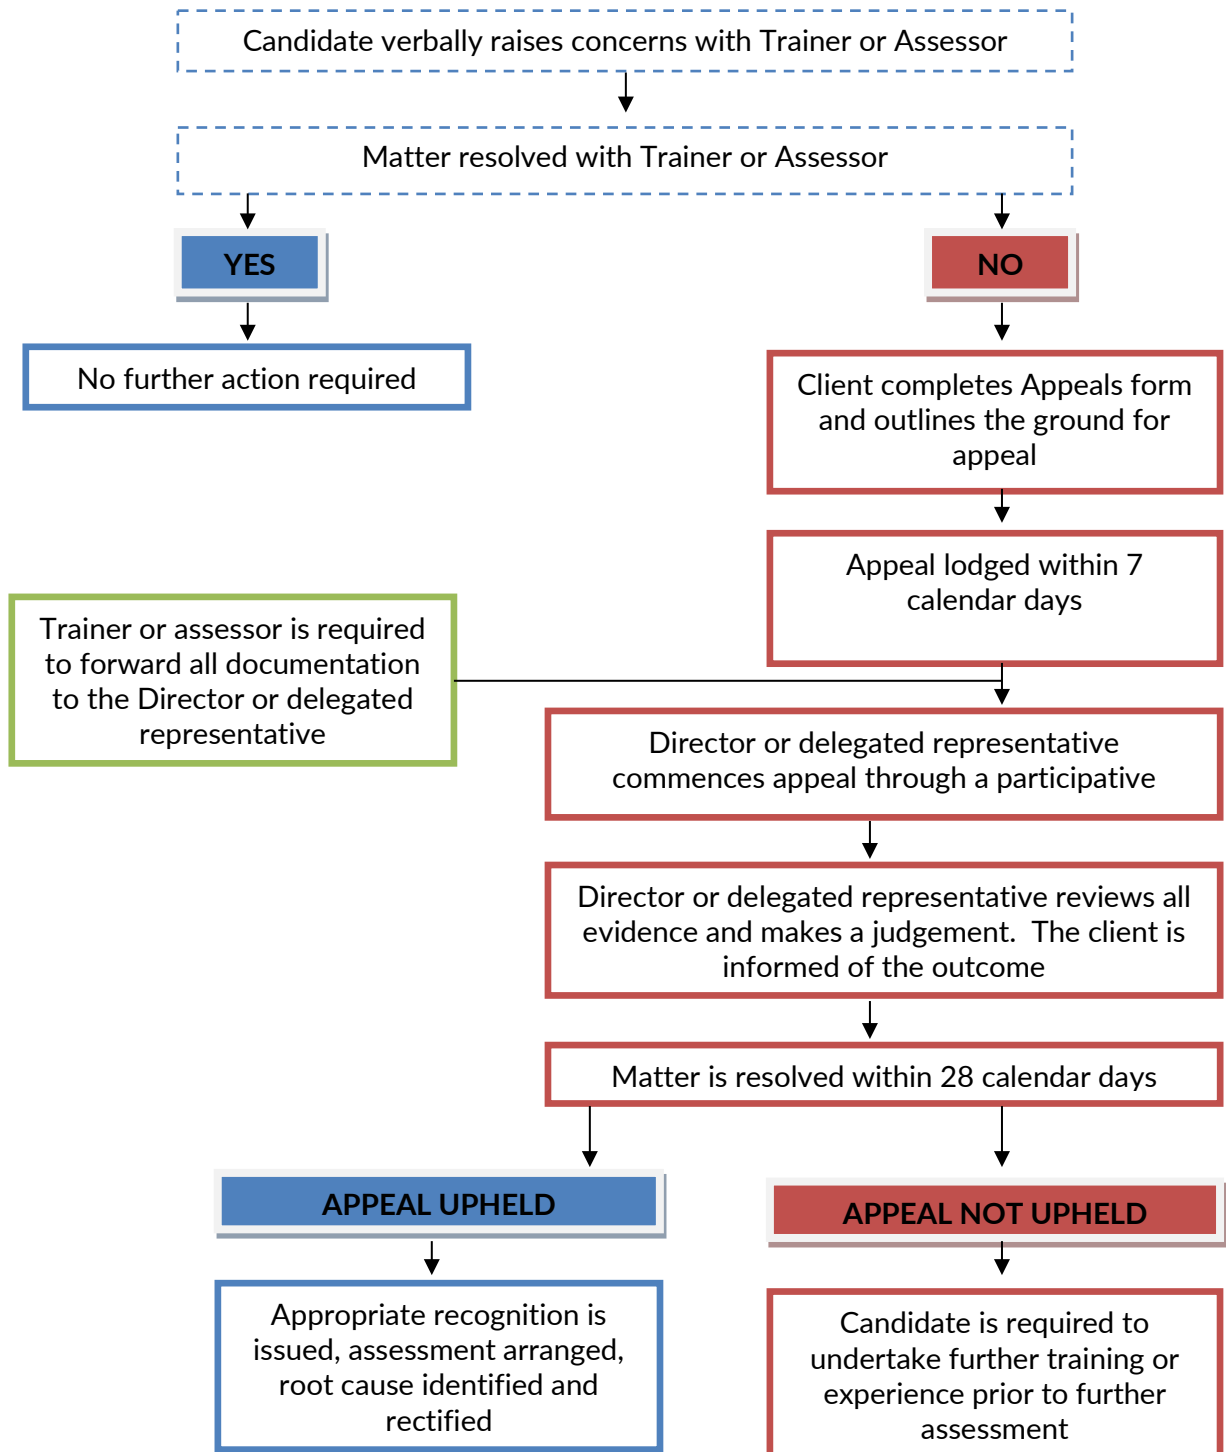 Candidate verbally raises concerns with Trainer or Assessor
Matter resolved with Trainer or Assessor
YES
NO
No further action required
Client completes Appeals form
and outlines the ground for
appeal
Appeal lodged within 7
calendar days
Trainer or assessor is required
to forward all documentation
to the Director or delegated
representative
Director or delegated representative
commences appeal through a participative
Director or delegated representative reviews all
evidence and makes a judgement.  The client is
informed of the outcome
Matter is resolved within 28 calendar days
APPEAL UPHELD
APPEAL NOT UPHELD
Appropriate recognition is
issued, assessment arranged,
root cause identified and
rectified
Candidate is required to
undertake further training or
experience prior to further
assessment